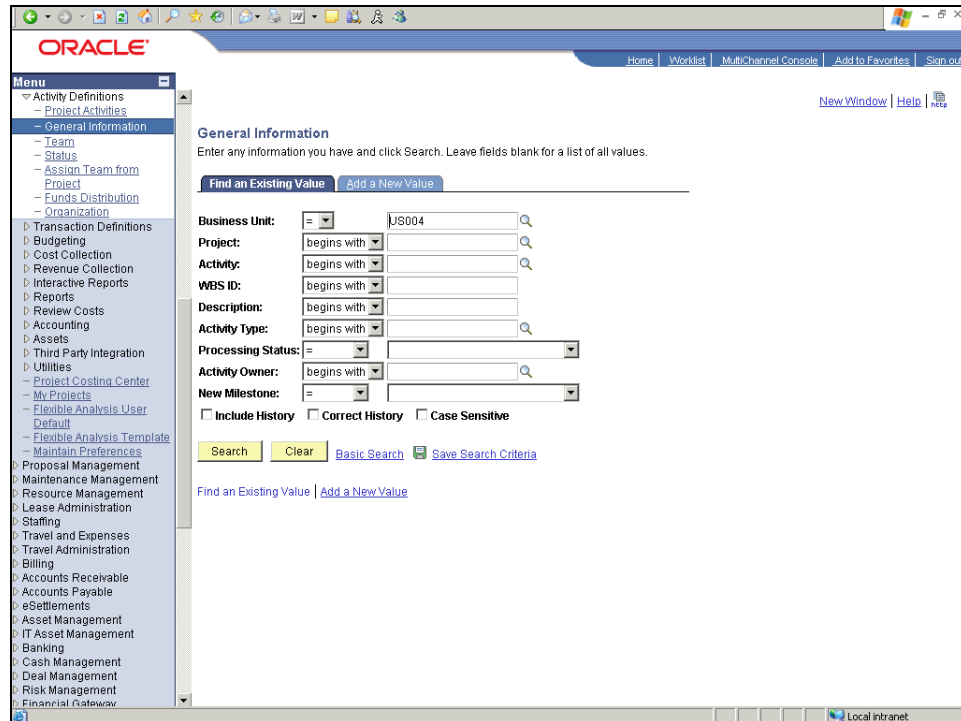 ORACLE
Home | Worklist | MultiChannel Console | Add to Favorites | Sign out
Menu
Activity Definitions
Project Activities
General Information
Team
Status
Assign Team from
Project
Funds Distribution
Organization
Transaction Definitions
Budgeting
Cost Collection
Revenue Collection
Interactive Reports
Reports
Review Costs
Accounting
Assets
Third Party Integration
Utilities
Project Costing Center
My Projects
Flexible Analysis User
Default
Flexible Analysis Template
Maintain Preferences
Proposal Management
Maintenance Management
Resource Management
Lease Administration
Staffing
Travel and Expenses
Travel Administration
Billing
Accounts Receivable
Accounts Payable
eSettlements
Asset Management
IT Asset Management
Banking
Cash Management
Deal Management
Risk Management
Financial Gateway
New Window | Help | http
General Information
Enter any information you have and click Search. Leave fields blank for a list of all values.
Find an Existing Value Add a New Value
Business Unit: = US004
Project: begins with
Activity: begins with
WBS ID: begins with
Description: begins with
Activity Type: begins with
Processing Status: =
Activity Owner: begins with
New Milestone: =
Include History Correct History Case Sensitive
Search Clear Basic Search Save Search Criteria
Find an Existing Value | Add a New Value
Local intranet